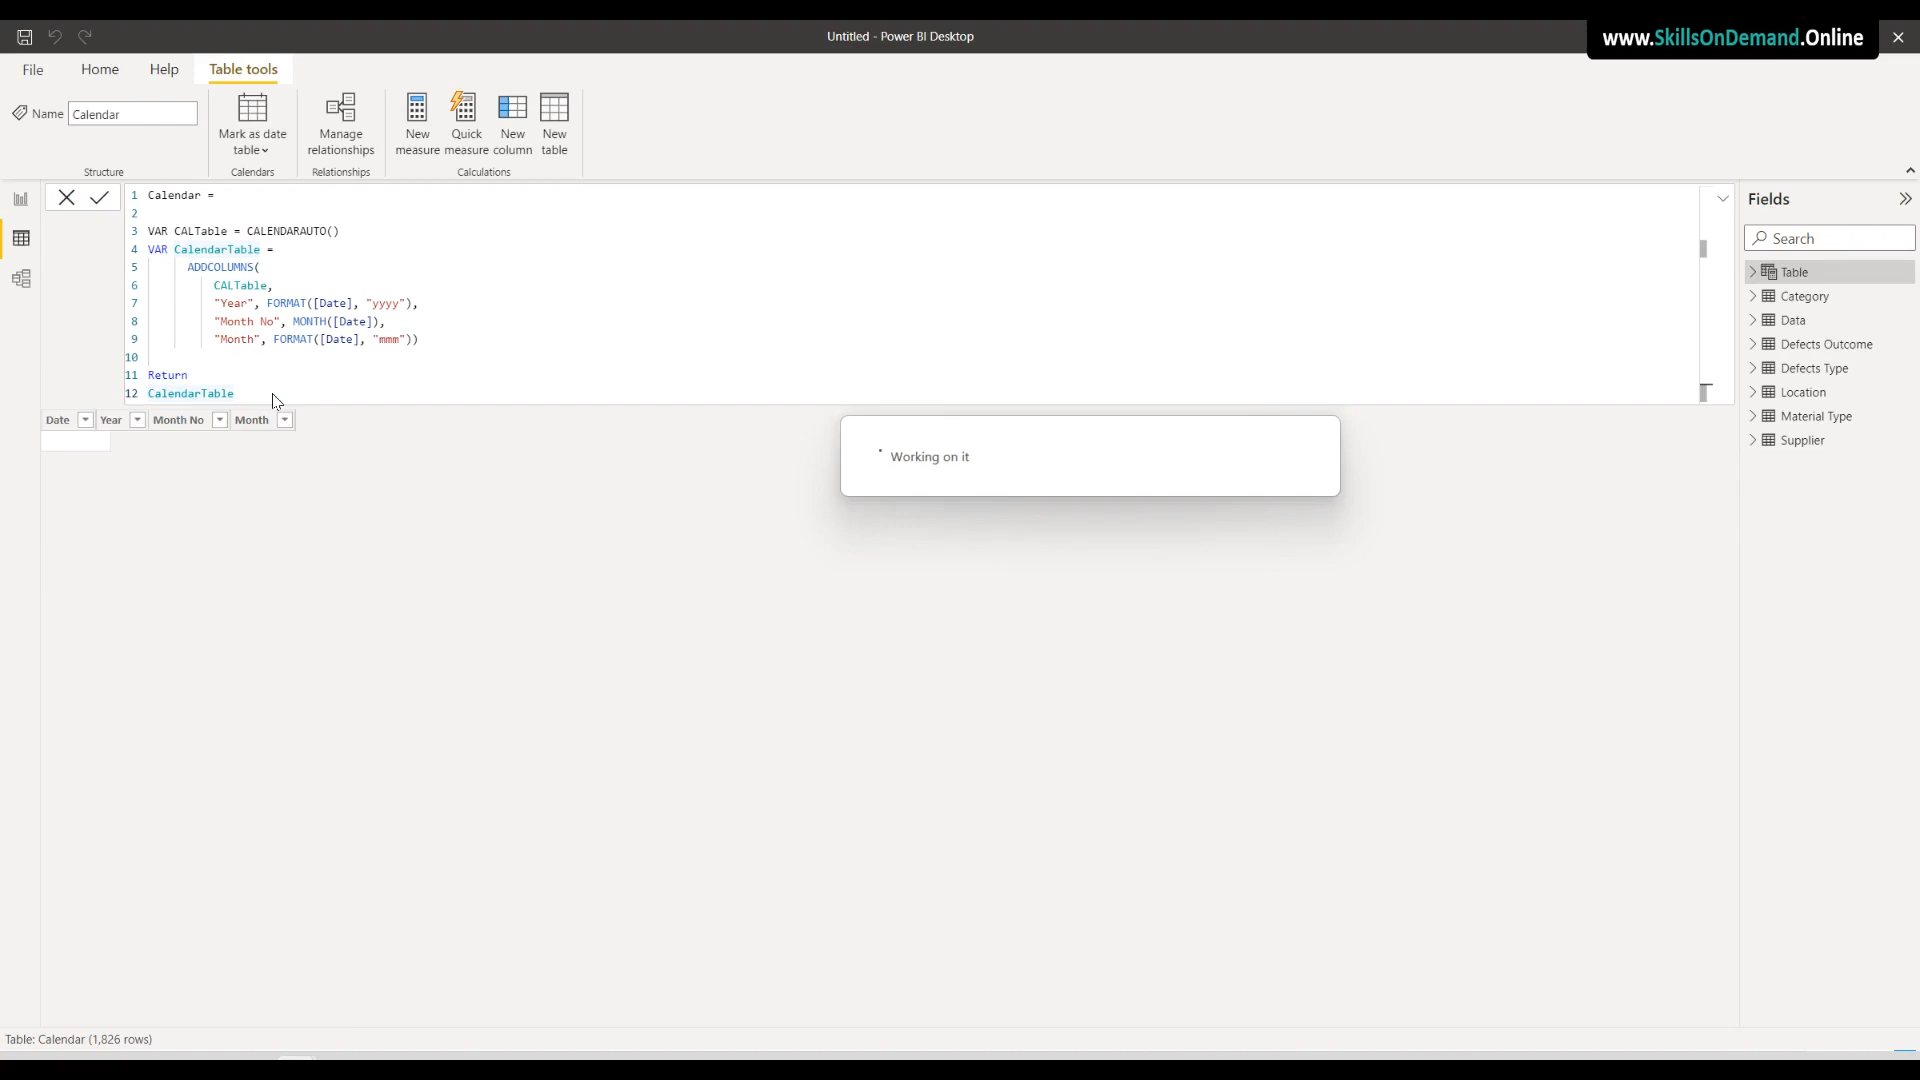 Untitled - Power BI Desktop
www.SkillsOnDemand.Online
File Home Help Table tools
Name Calendar
Mark as date table
Manage relationships
New measure
Quick measure
New column
New table
Structure Calendars Relationships Calculations
1 Calendar =
2
3 VAR CALTable = CALENDARAUTO()
4 VAR CalendarTable =
5 ADDCOLUMNS(
6 CALTable,
7 "Year", FORMAT([Date], "yyyy"),
8 "Month No", MONTH([Date]),
9 "Month", FORMAT([Date], "mmm"))
10
11 Return
12 CalendarTable
Date Year Month No Month
Working on it
Fields
Search
Table
Category
Data
Defects Outcome
Defects Type
Location
Material Type
Supplier
Table: Calendar (1,826 rows)